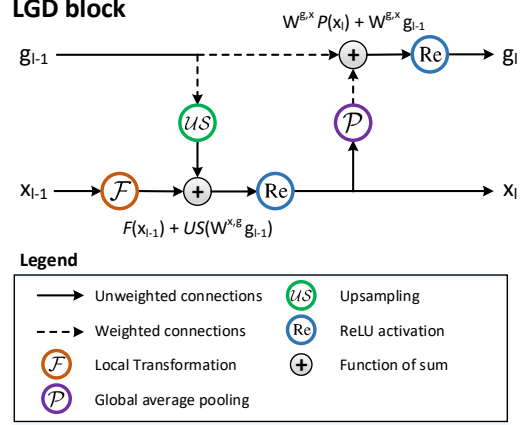 LGD block
W^{g,x} P(x_l) + W^{g,x} g_{l-1}
g_{l-1} + Re g_l
US P
x_{l-1} F + Re x_l
F(x_{l-1}) + US(W^{x,g} g_{l-1})
Legend
Unweighted connections US Upsampling
Weighted connections Re ReLU activation
F Local Transformation + Function of sum
P Global average pooling